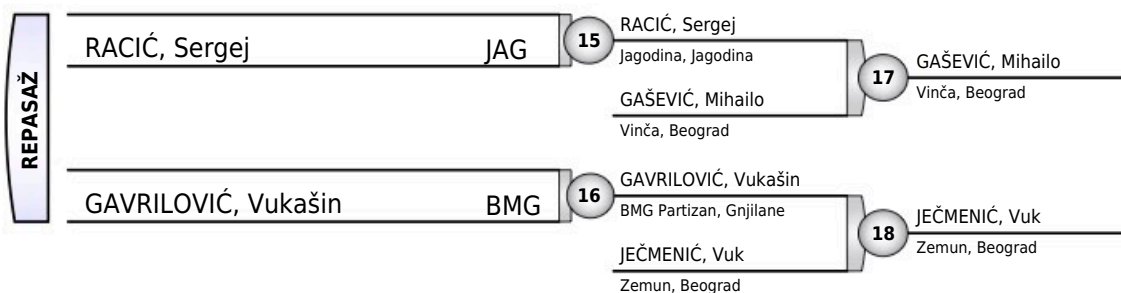 REPASAŽ
RACIĆ, Sergej JAG
15
RACIĆ, Sergej
Jagodina, Jagodina
GAŠEVIĆ, Mihailo
Vinča, Beograd
17
GAŠEVIĆ, Mihailo
Vinča, Beograd
GAVRILOVIĆ, Vukašin BMG
16
GAVRILOVIĆ, Vukašin
BMG Partizan, Gnjilane
JEČMENIĆ, Vuk
Zemun, Beograd
18
JEČMENIĆ, Vuk
Zemun, Beograd